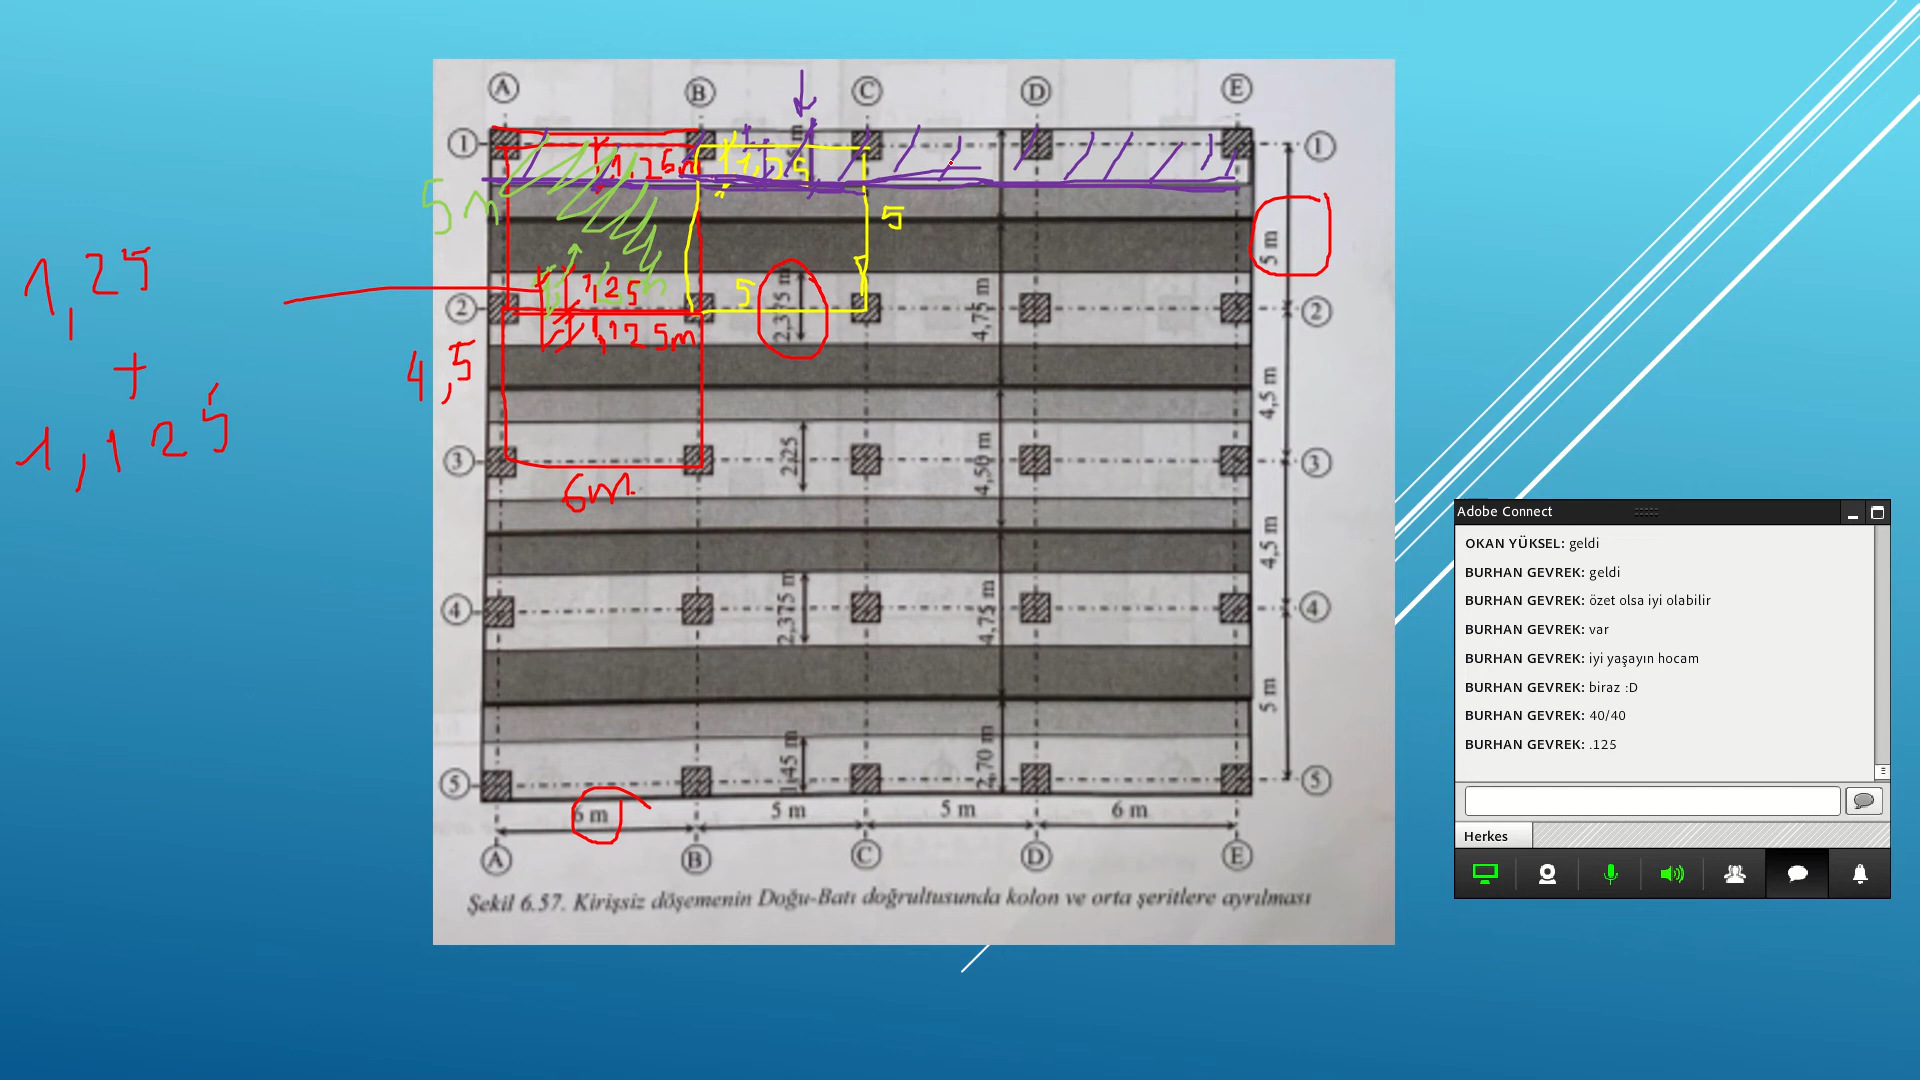 A B C D E
1 1
1,25m 1,25
5m
5
5 m
1,25
+
1,125
1,25
5
2,375 m
4,75 m
2 2
1,125m
4,5
4,5 m
3 3
2,25
4,50 m
6m
4,5 m
2,375 m
4,75 m
4 4
5 m
1,45 m
2,70 m
5 5
6 m 5 m 5 m 6 m
A B C D E
Şekil 6.57. Kirişsiz döşemenin Doğu-Batı doğrultusunda kolon ve orta şeritlere ayrılması
Adobe Connect
OKAN YÜKSEL: geldi
BURHAN GEVREK: geldi
BURHAN GEVREK: özet olsa iyi olabilir
BURHAN GEVREK: var
BURHAN GEVREK: iyi yaşayın hocam
BURHAN GEVREK: biraz :D
BURHAN GEVREK: 40/40
BURHAN GEVREK: .125
Herkes